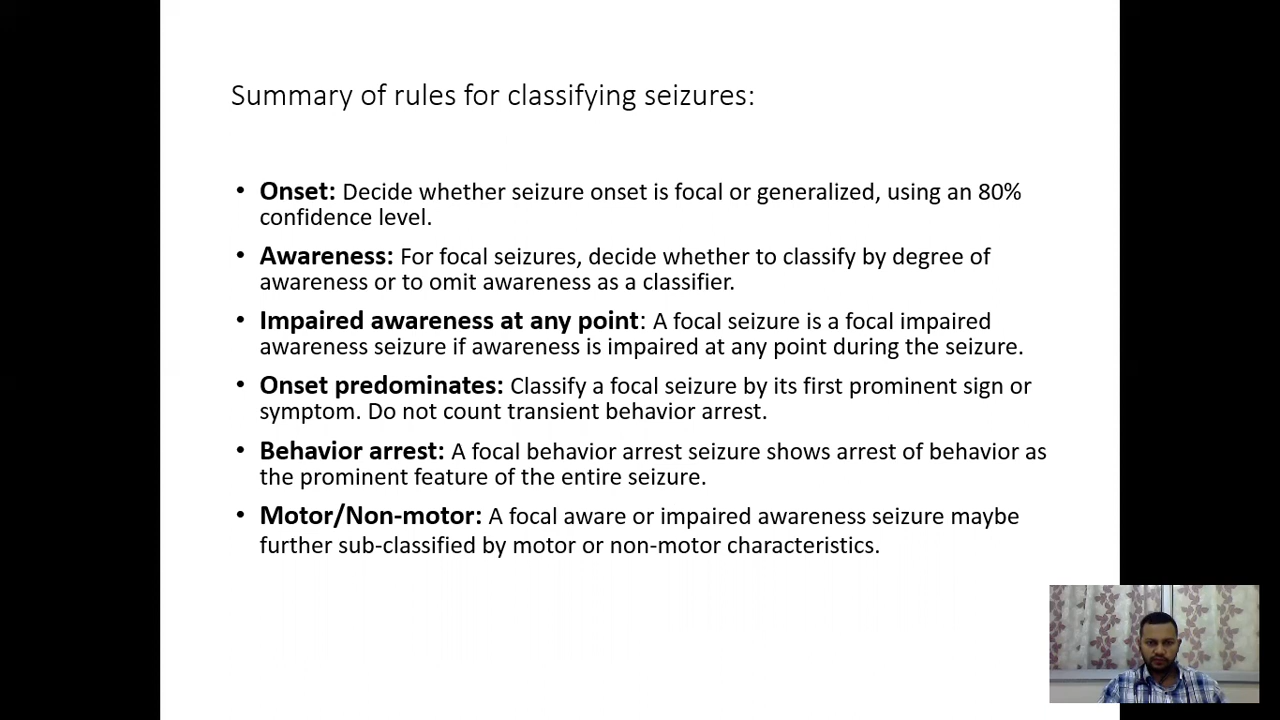 Summary of rules for classifying seizures:
• Onset: Decide whether seizure onset is focal or generalized, using an 80%
confidence level.
• Awareness: For focal seizures, decide whether to classify by degree of
awareness or to omit awareness as a classifier.
• Impaired awareness at any point: A focal seizure is a focal impaired
awareness seizure if awareness is impaired at any point during the seizure.
• Onset predominates: Classify a focal seizure by its first prominent sign or
symptom. Do not count transient behavior arrest.
• Behavior arrest: A focal behavior arrest seizure shows arrest of behavior as
the prominent feature of the entire seizure.
• Motor/Non-motor: A focal aware or impaired awareness seizure maybe
further sub-classified by motor or non-motor characteristics.